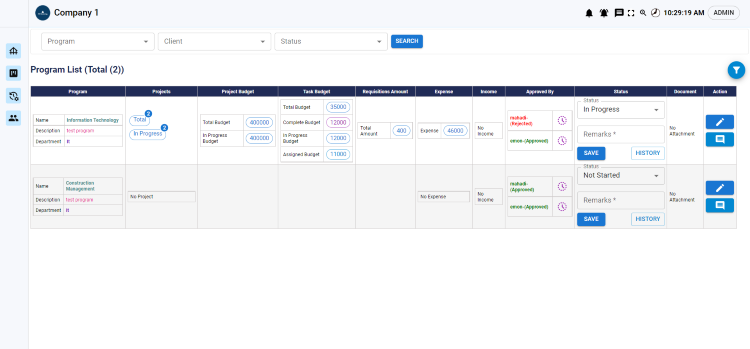 Company 1
10:29:19 AM
ADMIN
Program
Client
Status
SEARCH
Program List (Total (2))
Program
Projects
Project Budget
Task Budget
Requisitions Amount
Expense
Income
Approved By
Status
Document
Action
Name
Information Technology
Description
test program
Department
It
Total
2
In Progress
2
Total Budget
400000
In Progress
Budget
400000
Total Budget
35000
Complete Budget
12000
In Progress
Budget
12000
Assigned Budget
11000
Total
Amount
400
Expense
46000
No
Income
mahadi-
(Rejected)
emon-(Approved)
Status
In Progress
Remarks *
SAVE
HISTORY
No
Attachment
Name
Construction
Management
Description
test program
Department
It
No Project
No Expense
No
Income
mahadi-
(Approved)
emon-(Approved)
Status
Not Started
Remarks *
SAVE
HISTORY
No
Attachment